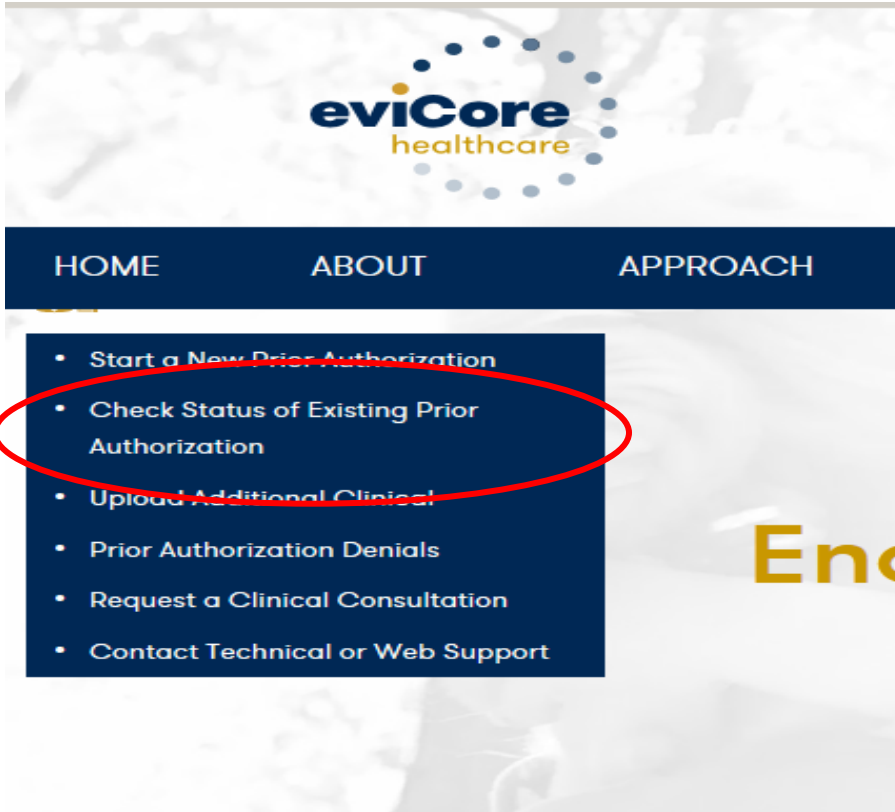 eviCore
healthcare
HOME ABOUT APPROACH
• Start a New Prior Authorization
• Check Status of Existing Prior
Authorization
• Upload Additional Clinical
• Prior Authorization Denials
• Request a Clinical Consultation
• Contact Technical or Web Support